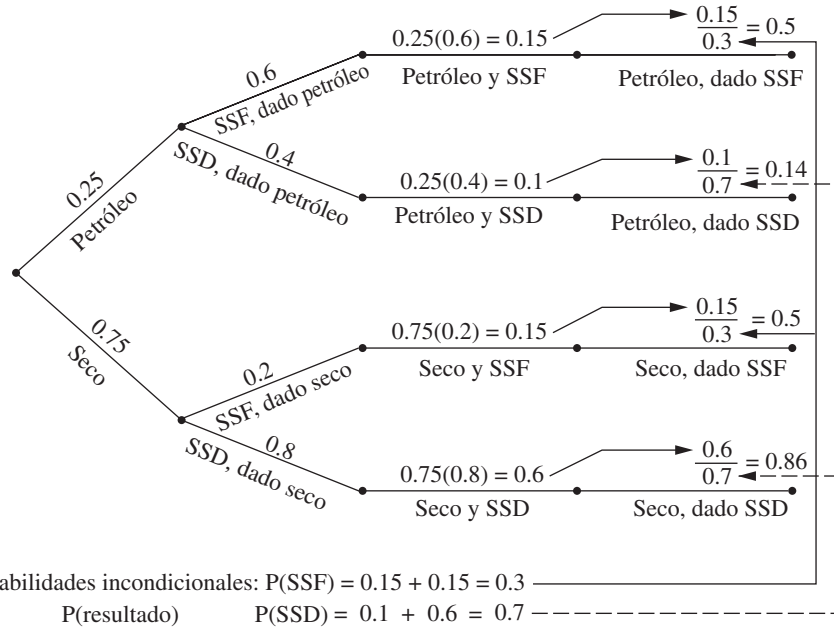 0.25(0.6) = 0.15
0.15
0.3
= 0.5
0.6
SSF, dado petróleo
Petróleo y SSF
Petróleo, dado SSF
0.25
Petróleo
0.4
SSD, dado petróleo
0.25(0.4) = 0.1
0.1
0.7
= 0.14
Petróleo y SSD
Petróleo, dado SSD
0.75
Seco
0.75(0.2) = 0.15
0.15
0.3
= 0.5
0.2
SSF, dado seco
Seco y SSF
Seco, dado SSF
0.8
SSD, dado seco
0.75(0.8) = 0.6
0.6
0.7
= 0.86
Seco y SSD
Seco, dado SSD
abilidades incondicionales: P(SSF) = 0.15 + 0.15 = 0.3
P(resultado) P(SSD) = 0.1 + 0.6 = 0.7